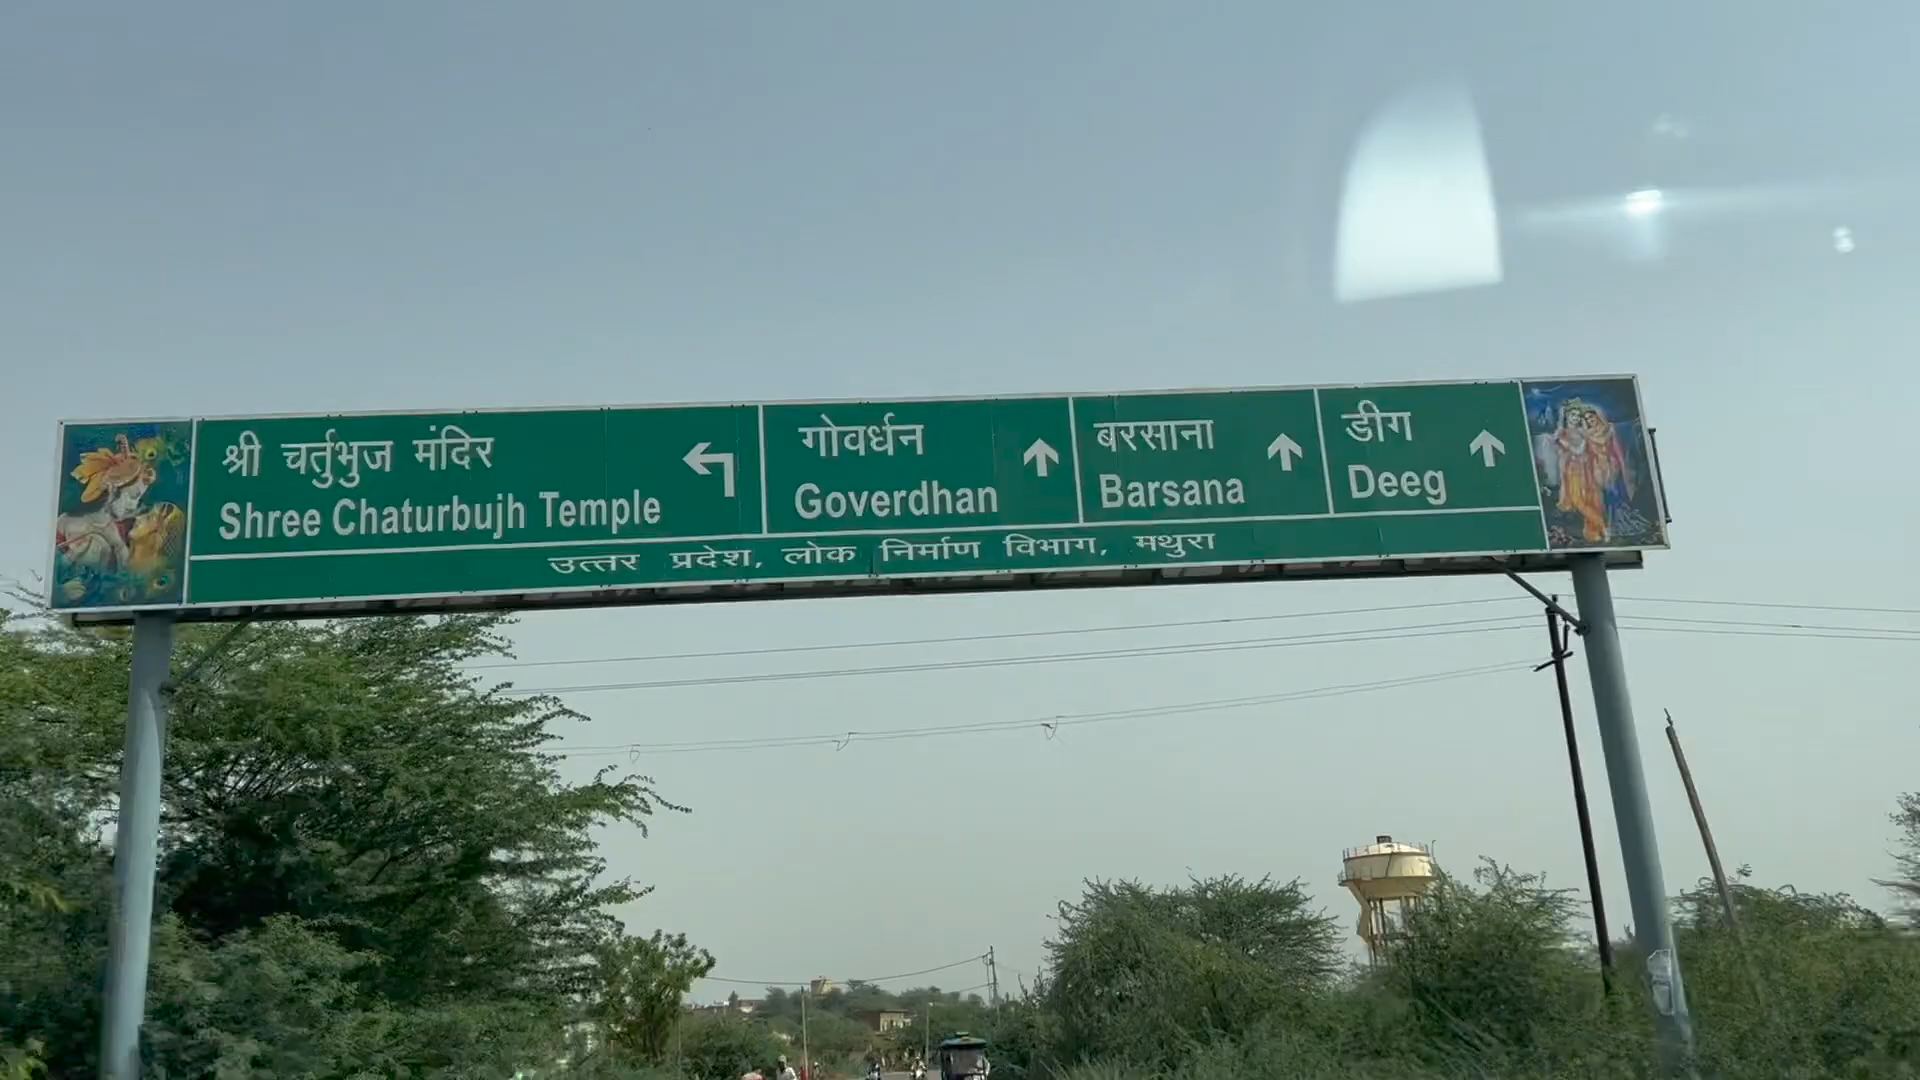 श्री चर्तुभुज मंदिर
Shree Chaturbujh Temple
गोवर्धन
Goverdhan
बरसाना
Barsana
डीग
Deeg
उत्तर प्रदेश, लोक निर्माण विभाग, मथुरा